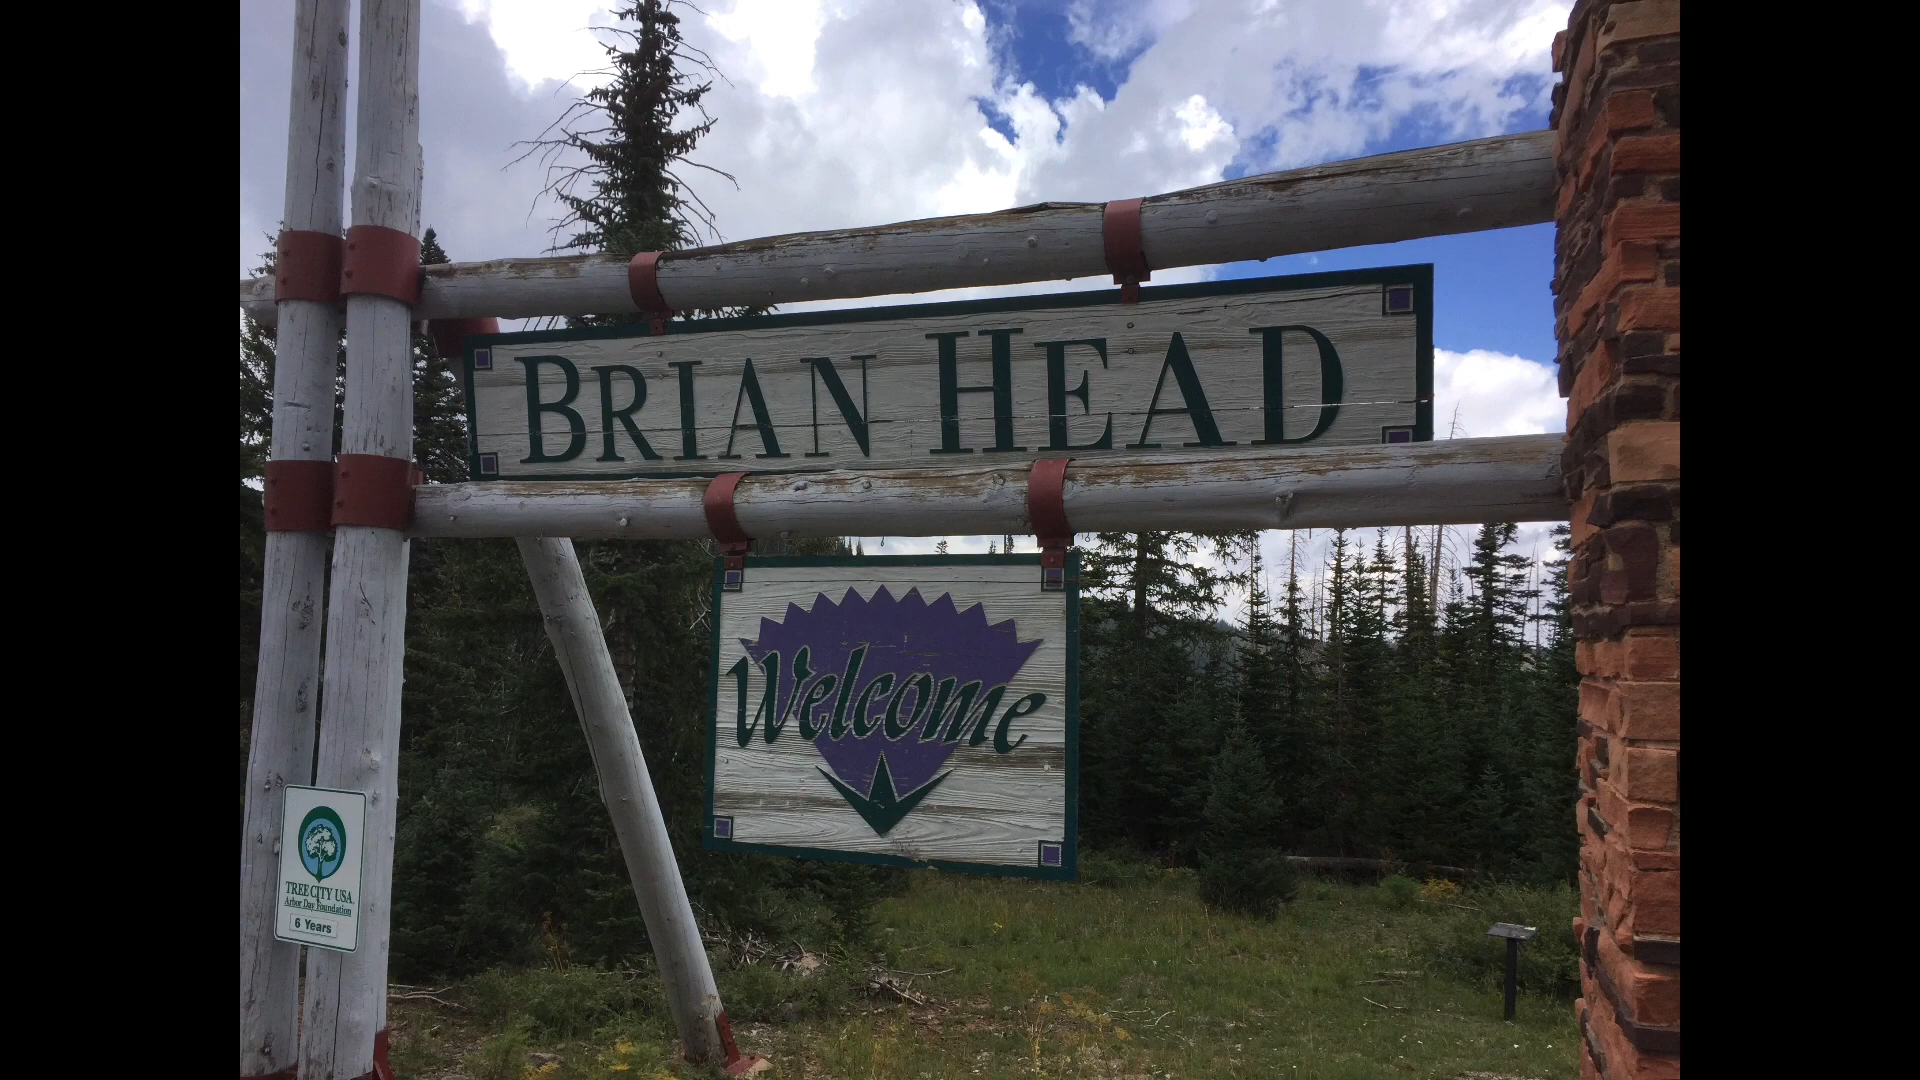 BRIAN HEAD
Welcome
TREE CITY USA
Arbor Day Foundation
6 Years